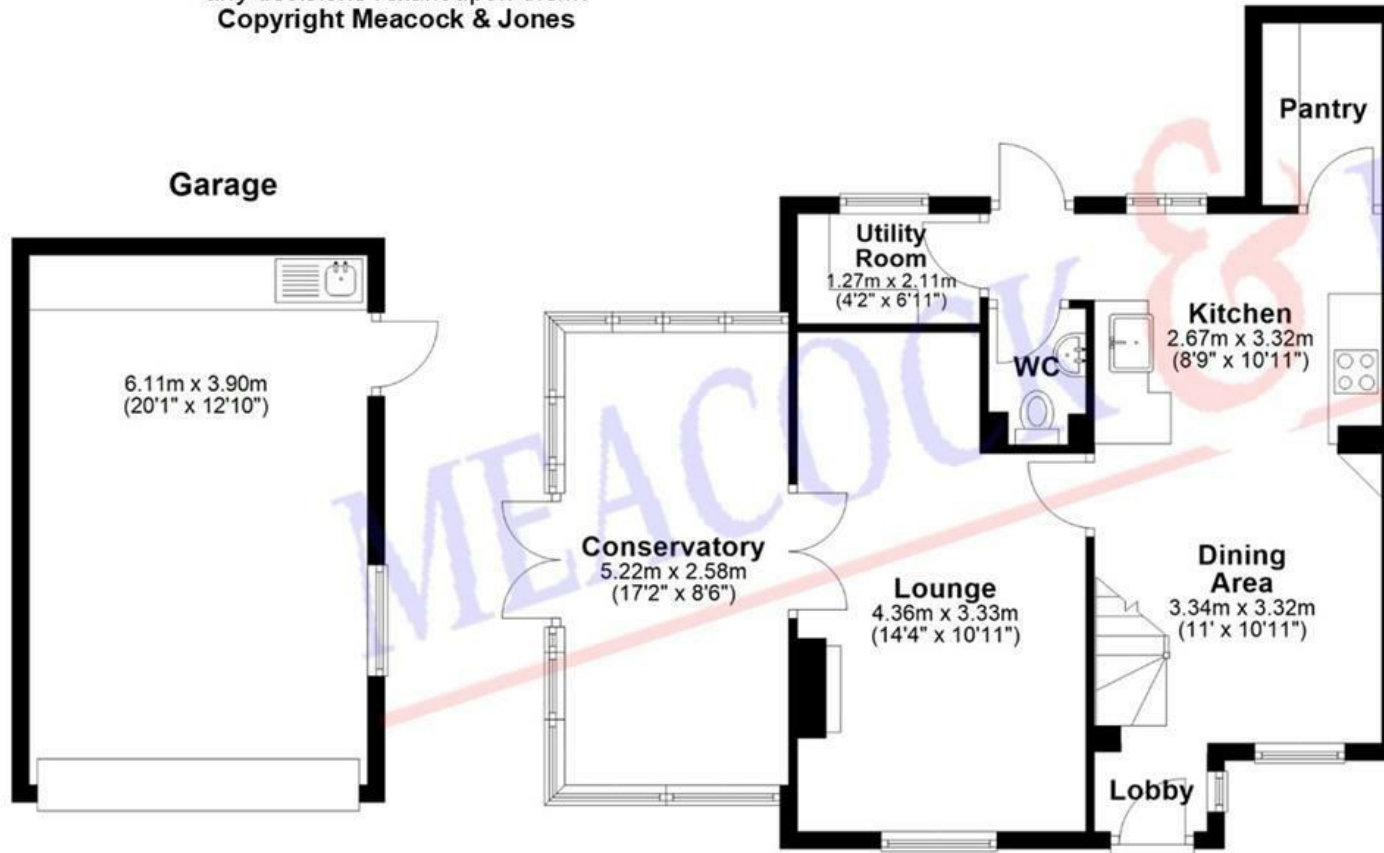 Copyright Meacock & Jones
Pantry
Garage
Utility
Room
1.27m x 2.11m
(4'2" x 6'11")
Kitchen
2.67m x 3.32m
(8'9" x 10'11")
WC
6.11m x 3.90m
(20'1" x 12'10")
Conservatory
5.22m x 2.58m
(17'2" x 8'6")
Lounge
4.36m x 3.33m
(14'4" x 10'11")
Dining
Area
3.34m x 3.32m
(11' x 10'11")
Lobby
MEACOCK &